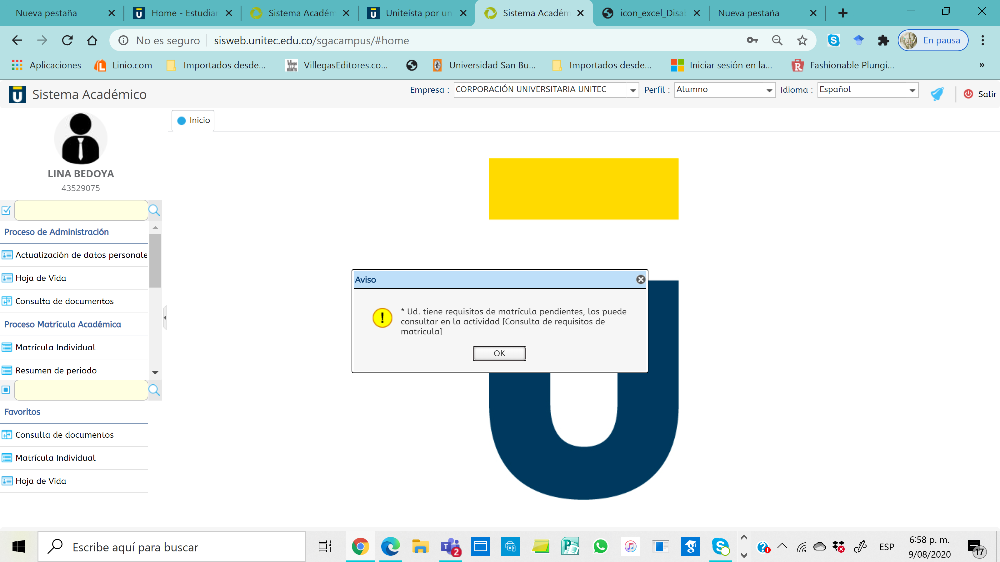 Nueva pestaña
Home - Estudian
Sistema Académ
Uniteísta por un
Sistema Académ
icon_excel_Disab
Nueva pestaña
No es seguro
sisweb.unitec.edu.co/sgacampus/#home
En pausa
Aplicaciones
Linio.com
Importados desde...
VillegasEditores.co...
Universidad San Bu...
Importados desde...
Iniciar sesión en la...
Fashionable Plungi...
»
Sistema Académico
Empresa : CORPORACIÓN UNIVERSITARIA UNITEC
Perfil : Alumno
Idioma : Español
Salir
Inicio
LINA BEDOYA
43529075
Proceso de Administración
Actualización de datos personale
Hoja de Vida
Consulta de documentos
Proceso Matrícula Académica
Matrícula Individual
Resumen de periodo
Favoritos
Consulta de documentos
Matrícula Individual
Hoja de Vida
Aviso
* Ud. tiene requisitos de matrícula pendientes, los puede
consultar en la actividad [Consulta de requisitos de
matricula]
OK
Escribe aquí para buscar
2
ESP
6:58 p. m.
9/08/2020
17